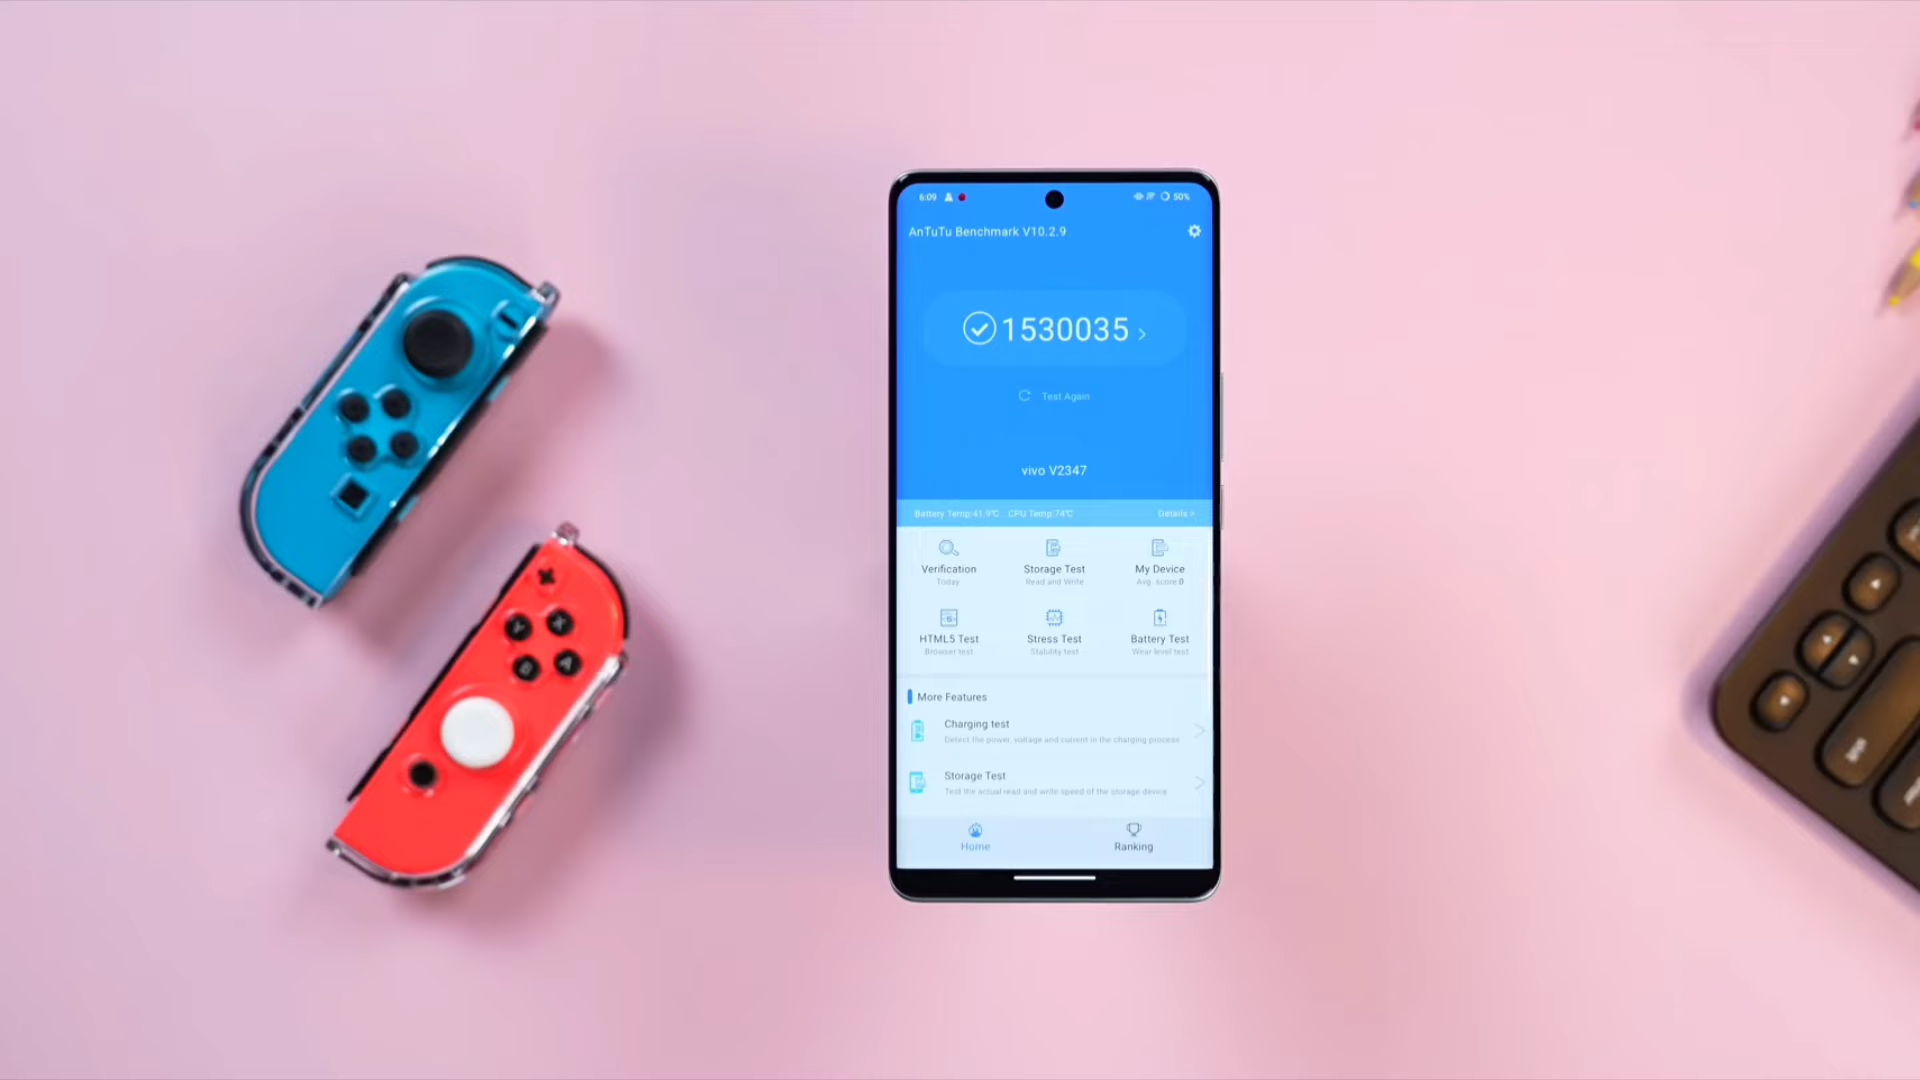 6:09
50%
AnTuTu Benchmark V10.2.9
1530035
Test Again
vivo V2347
Battery Temp:41.9℃ CPU Temp:74℃ Details >
Verification
Today
Storage Test
Read and Write
My Device
Avg. score:0
HTML5 Test
Browser test
Stress Test
Stability test
Battery Test
Wear level test
More Features
Charging test
Detect the power, voltage and current in the charging process
Storage Test
Test the actual read and write speed of the storage device
Home
Ranking
Y
X
B
A